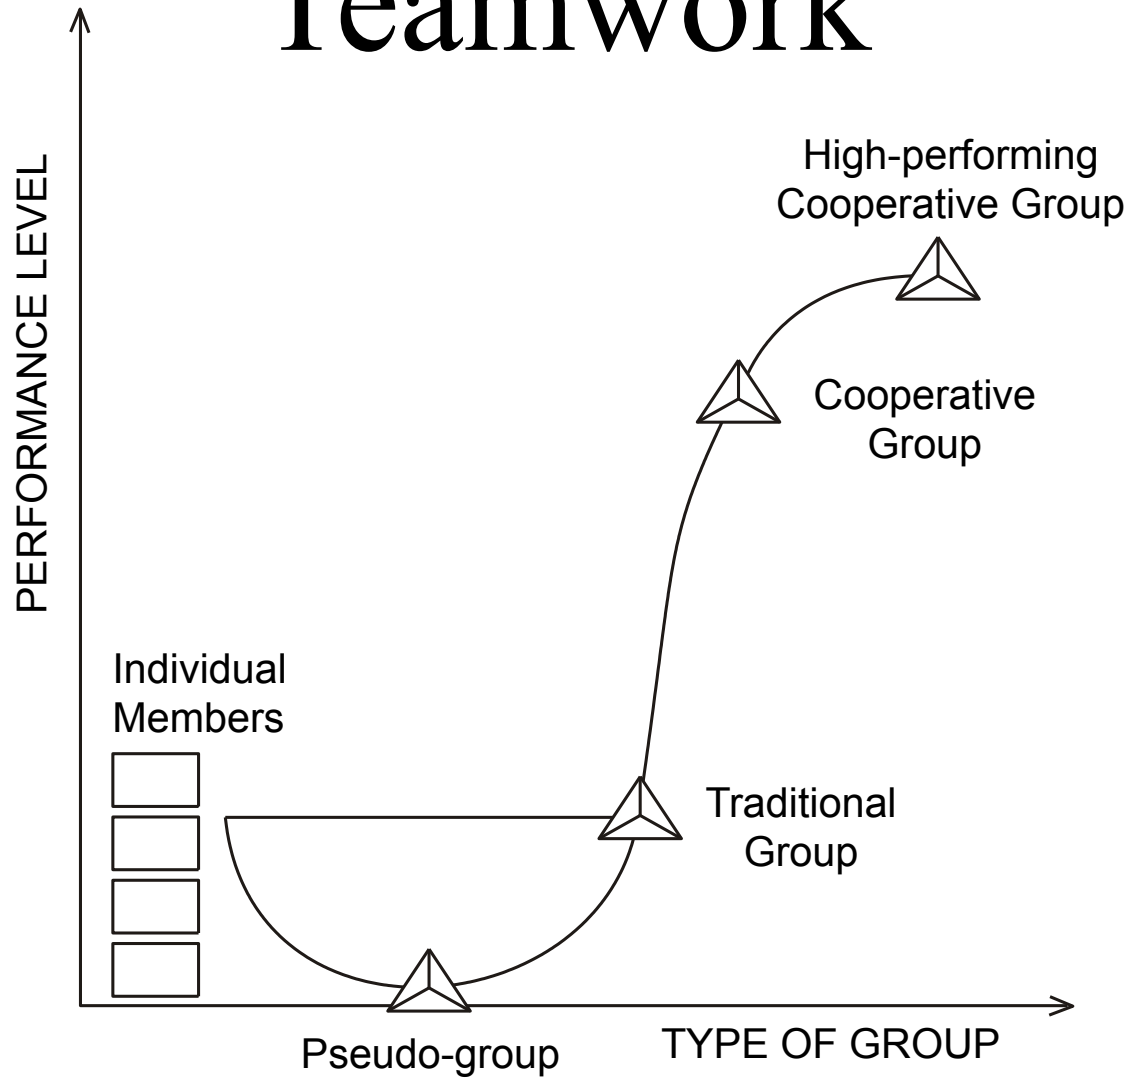 Teamwork
PERFORMANCE LEVEL
High-performing
Cooperative Group
Cooperative
Group
Individual
Members
Traditional
Group
Pseudo-group
TYPE OF GROUP